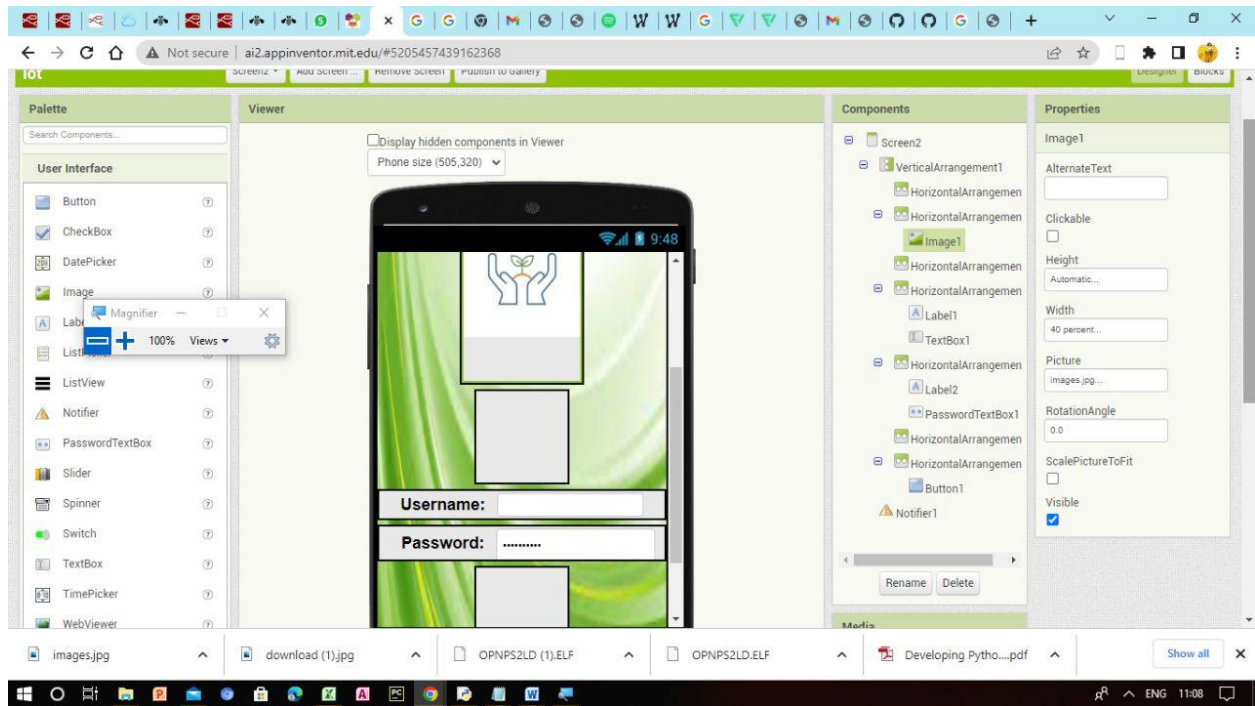 Not secure
ai2.appinventor.mit.edu/#5205457439162368
Iot
Screen2
Add Screen ...
Remove Screen
Publish to Gallery
Designer
Blocks
Palette
Search Components...
User Interface
Button
CheckBox
DatePicker
Image
ListView
Notifier
PasswordTextBox
Slider
Spinner
Switch
TextBox
TimePicker
WebViewer
Magnifier
100%
Views
Viewer
Display hidden components in Viewer
Phone size (505,320)
9:48
Username:
Password:
Components
Screen2
VerticalArrangement1
HorizontalArrangemen
HorizontalArrangemen
Image1
HorizontalArrangemen
HorizontalArrangemen
Label1
TextBox1
HorizontalArrangemen
Label2
PasswordTextBox1
HorizontalArrangemen
HorizontalArrangemen
Button1
Notifier1
Rename
Delete
Media
Properties
Image1
AlternateText
Clickable
Height
Automatic...
Width
40 percent...
Picture
images.jpg...
RotationAngle
0.0
ScalePictureToFit
Visible
images.jpg
download (1).jpg
OPNPS2LD (1).ELF
OPNPS2LD.ELF
Developing Pytho....pdf
Show all
ENG
11:08